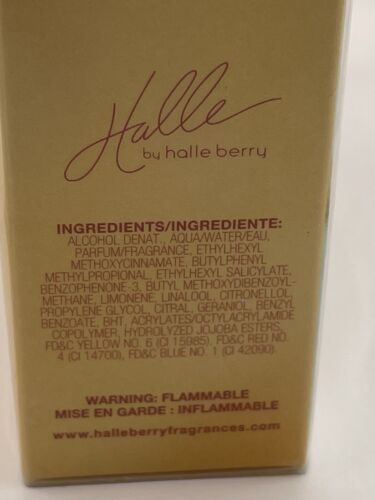 Halle
by halle berry
INGREDIENTS/INGREDIENTE:
ALCOHOL DENAT., AQUA/WATER/EAU,
PARFUM/FRAGRANCE, ETHYLHEXYL
METHOXYCINNAMATE, BUTYLPHENYL
METHYLPROPIONAL, ETHYLHEXYL SALICYLATE,
BENZOPHENONE-3, BUTYL METHOXYDIBENZOYL-
METHANE, LIMONENE, LINALOOL, CITRONELLOL,
PROPYLENE GLYCOL, CITRAL, GERANIOL, BENZYL
BENZOATE, BHT, ACRYLATES/OCTYLACRYLAMIDE
COPOLYMER, HYDROLYZED JOJOBA ESTERS,
FD&C YELLOW NO. 6 (CI 15985), FD&C RED NO.
4 (CI 14700), FD&C BLUE NO. 1 (CI 42090).
WARNING: FLAMMABLE
MISE EN GARDE : INFLAMMABLE
www.halleberryfragrances.com